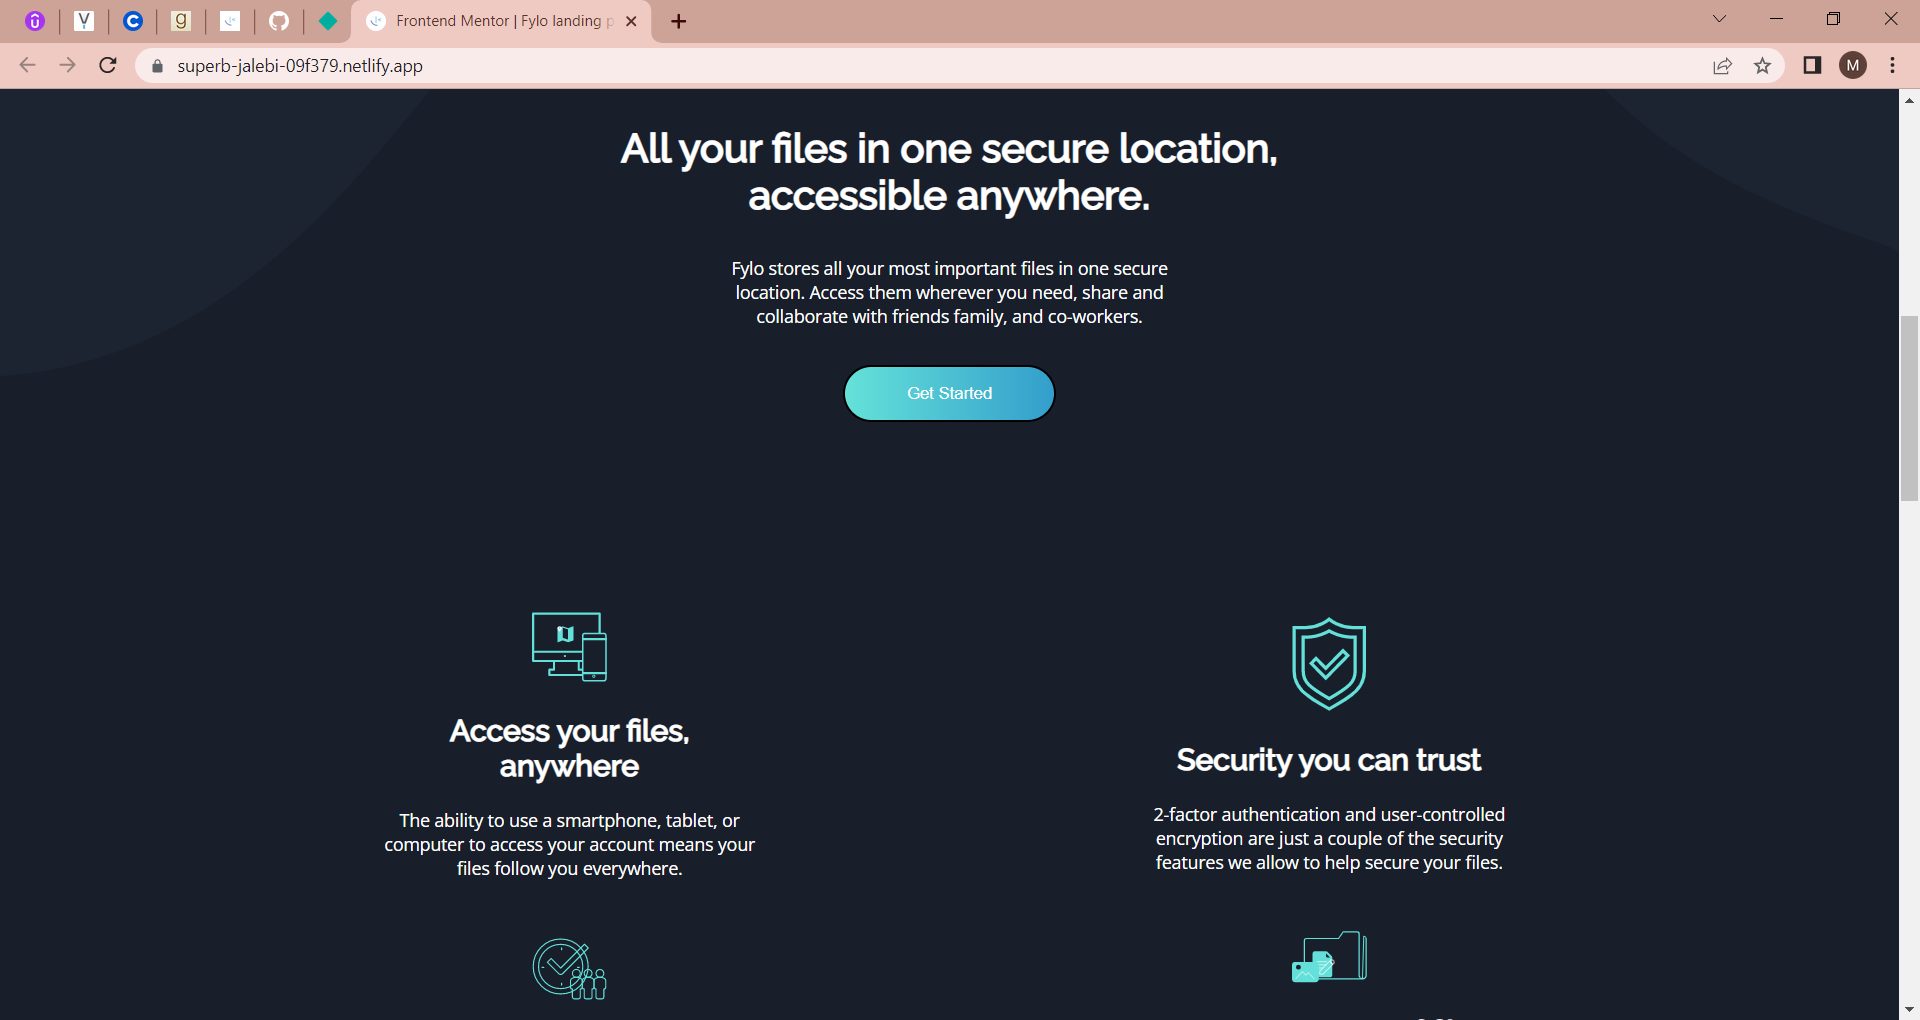 Frontend Mentor | Fylo landing p
superb-jalebi-09f379.netlify.app
M
All your files in one secure location,
accessible anywhere.
Fylo stores all your most important files in one secure
location. Access them wherever you need, share and
collaborate with friends family, and co-workers.
Get Started
Access your files,
anywhere
The ability to use a smartphone, tablet, or
computer to access your account means your
files follow you everywhere.
Security you can trust
2-factor authentication and user-controlled
encryption are just a couple of the security
features we allow to help secure your files.